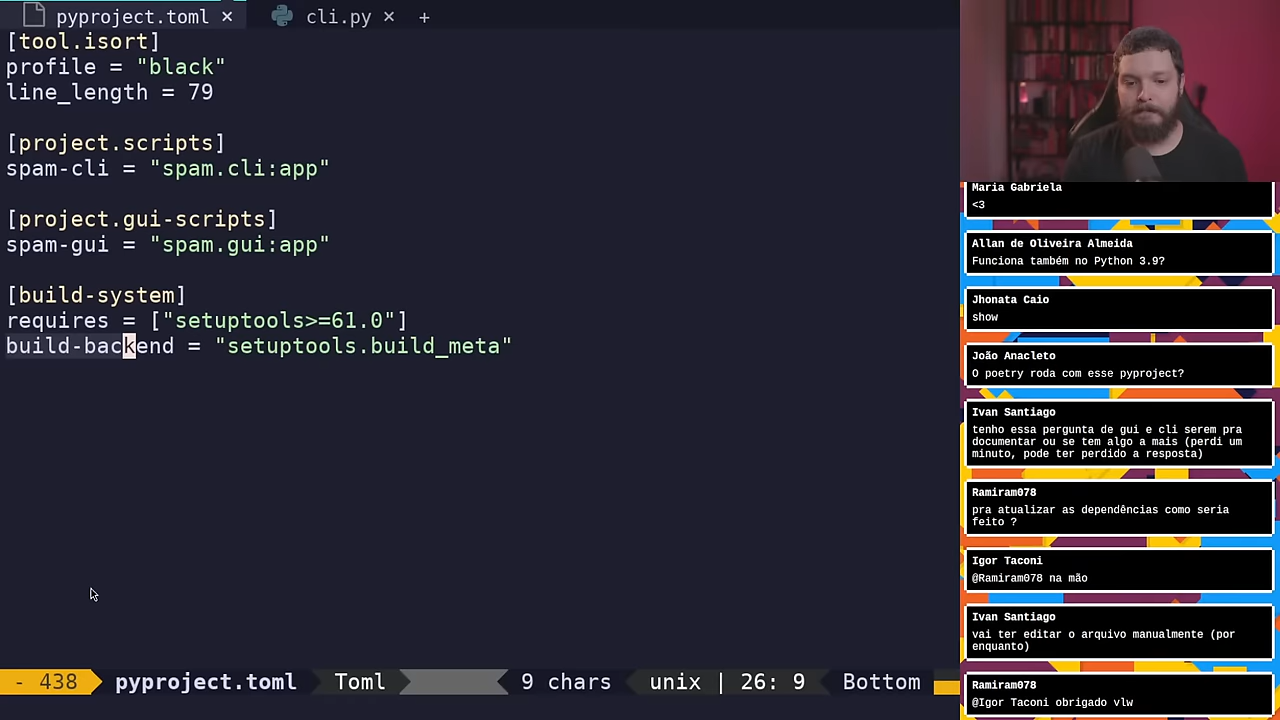 pyproject.toml × cli.py × +
[tool.isort]
profile = "black"
line_length = 79
[project.scripts]
spam-cli = "spam.cli:app"
[project.gui-scripts]
spam-gui = "spam.gui:app"
[build-system]
requires = ["setuptools>=61.0"]
build-backend = "setuptools.build_meta"
- 438 pyproject.toml Toml 9 chars unix | 26: 9 Bottom
Maria Gabriela
<3
Allan de Oliveira Almeida
Funciona também no Python 3.9?
Jhonata Caio
show
João Anacleto
O poetry roda com esse pyproject?
Ivan Santiago
tenho essa pergunta de gui e cli serem pra
documentar ou se tem algo a mais (perdi um
minuto, pode ter perdido a resposta)
Ramiram078
pra atualizar as dependências como seria
feito ?
Igor Taconi
@Ramiram078 na mão
Ivan Santiago
vai ter editar o arquivo manualmente (por
enquanto)
Ramiram078
@Igor Taconi obrigado vlw